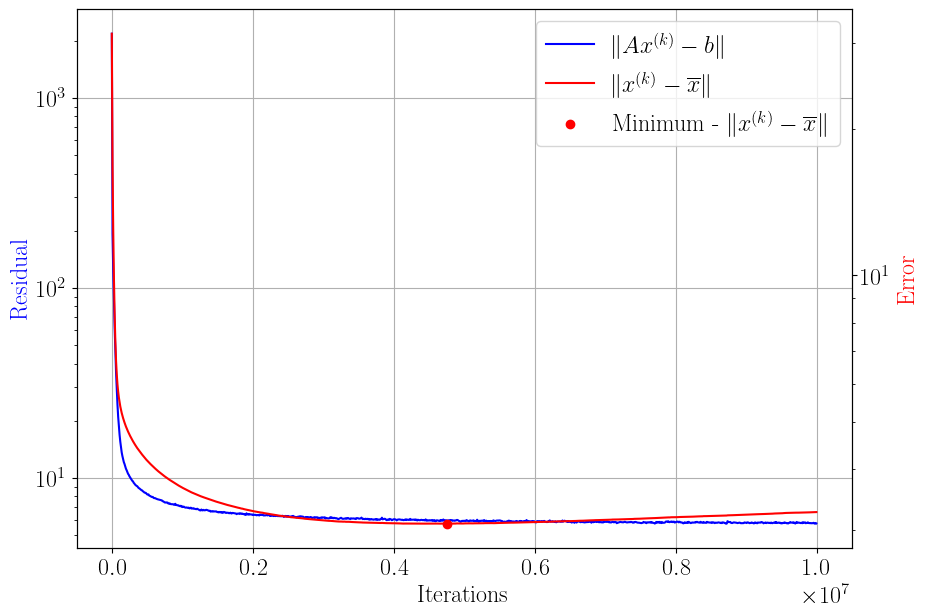 ‖Ax^(k) − b‖
‖x^(k) − x̅‖
Minimum - ‖x^(k) − x̅‖
10^3
10^2
10^1
Residual
10^1
Error
0.0 0.2 0.4 0.6 0.8 1.0
×10^7
Iterations